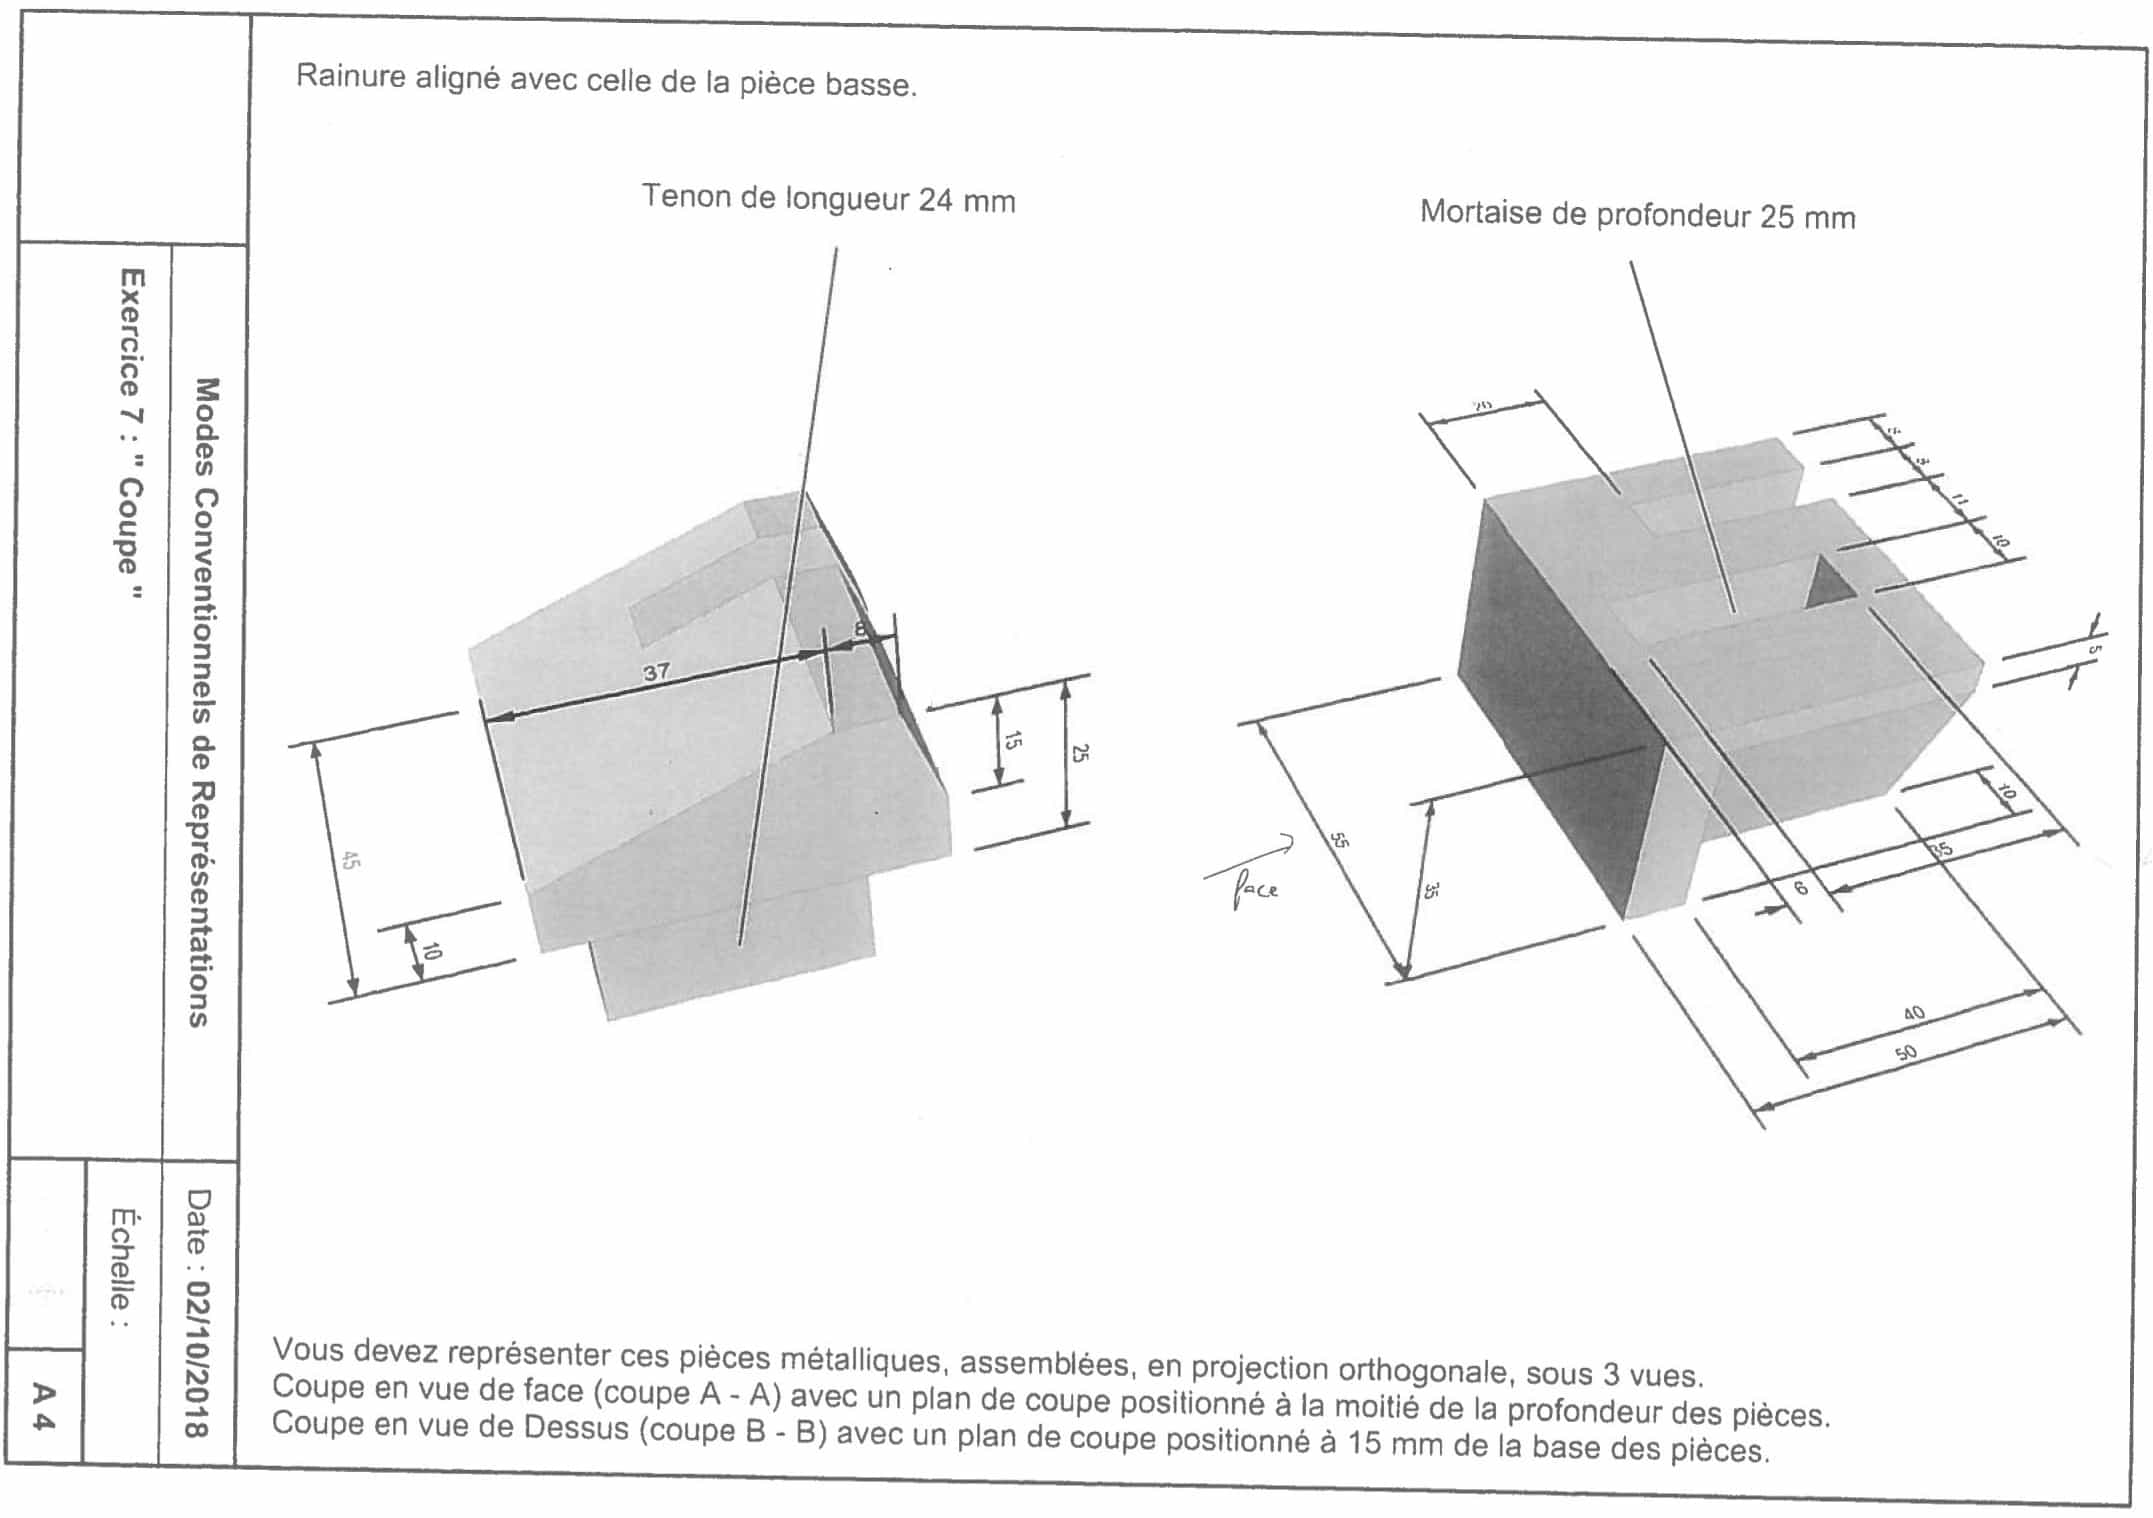 Rainure aligné avec celle de la pièce basse.
Tenon de longueur 24 mm
Mortaise de profondeur 25 mm
Exercice 7 : " Coupe "
Modes Conventionnels de Représentations
Date : 02/10/2018
Échelle :
A 4
37
8
15
25
45
10
20
11
10
5
10
35
6
55
35
face
40
50
Vous devez représenter ces pièces métalliques, assemblées, en projection orthogonale, sous 3 vues.
Coupe en vue de face (coupe A - A) avec un plan de coupe positionné à la moitié de la profondeur des pièces.
Coupe en vue de Dessus (coupe B - B) avec un plan de coupe positionné à 15 mm de la base des pièces.